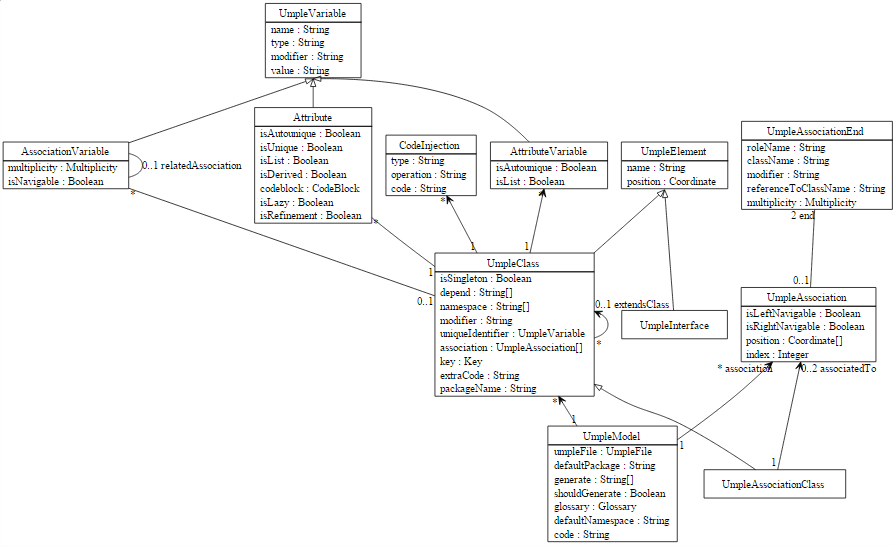 UmpleVariable
name : String
type : String
modifier : String
value : String
Attribute
isAutounique : Boolean
isUnique : Boolean
isList : Boolean
isDerived : Boolean
codeblock : CodeBlock
isLazy : Boolean
isRefinement : Boolean
AssociationVariable
multiplicity : Multiplicity
isNavigable : Boolean
0..1 relatedAssociation
*
CodeInjection
type : String
operation : String
code : String
*
AttributeVariable
isAutounique : Boolean
isList : Boolean
*
UmpleElement
name : String
position : Coordinate
UmpleAssociationEnd
roleName : String
className : String
modifier : String
referenceToClassName : String
multiplicity : Multiplicity
2 end
*
1
1
1
0..1
UmpleClass
isSingleton : Boolean
depend : String[]
namespace : String[]
modifier : String
uniqueIdentifier : UmpleVariable
association : UmpleAssociation[]
key : Key
extraCode : String
packageName : String
0..1 extendsClass
*
*
UmpleInterface
0..1
UmpleAssociation
isLeftNavigable : Boolean
isRightNavigable : Boolean
position : Coordinate[]
index : Integer
* association
0..2 associatedTo
1
UmpleModel
umpleFile : UmpleFile
defaultPackage : String
generate : String[]
shouldGenerate : Boolean
glossary : Glossary
defaultNamespace : String
code : String
1
1
UmpleAssociationClass